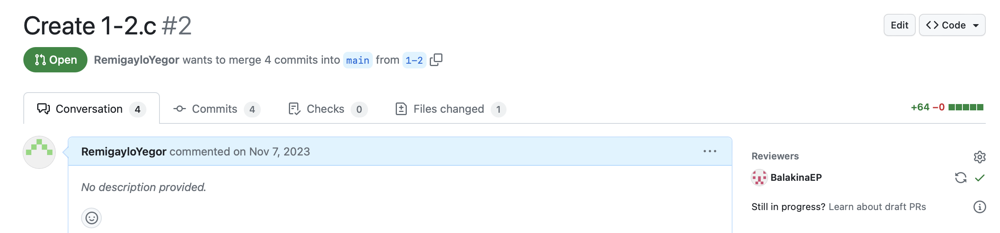 Create 1-2.c #2
Edit
<> Code
Open
RemigayloYegor wants to merge 4 commits into main from 1-2
Conversation 4
Commits 4
Checks 0
Files changed 1
+64 −0
RemigayloYegor commented on Nov 7, 2023
No description provided.
Reviewers
BalakinaEP
Still in progress? Learn about draft PRs